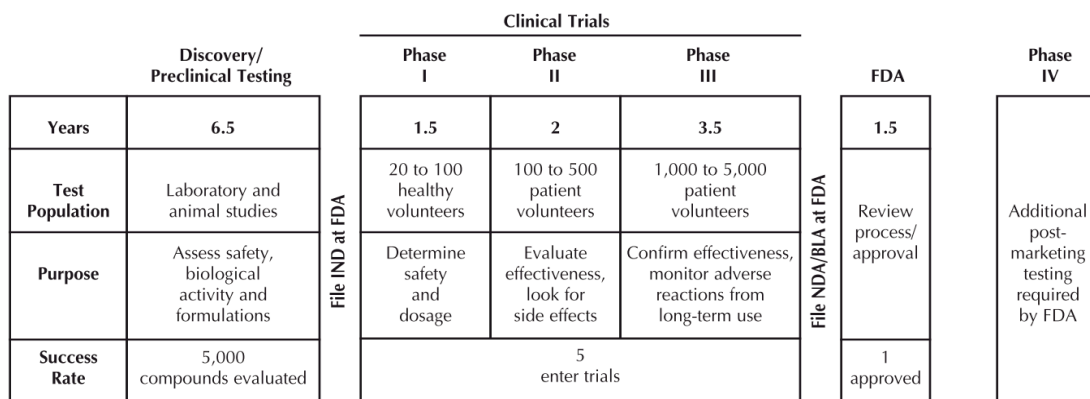 Clinical Trials
Discovery/
Preclinical Testing
Phase
I
Phase
II
Phase
III
FDA
Phase
IV
Years
6.5
1.5
2
3.5
1.5
Test
Population
Laboratory and
animal studies
File IND at FDA
20 to 100
healthy
volunteers
100 to 500
patient
volunteers
1,000 to 5,000
patient
volunteers
File NDA/BLA at FDA
Review
process/
approval
Additional
post-
marketing
testing
required
by FDA
Purpose
Assess safety,
biological
activity and
formulations
Determine
safety
and
dosage
Evaluate
effectiveness,
look for
side effects
Confirm effectiveness,
monitor adverse
reactions from
long-term use
Success
Rate
5,000
compounds evaluated
5
enter trials
1
approved